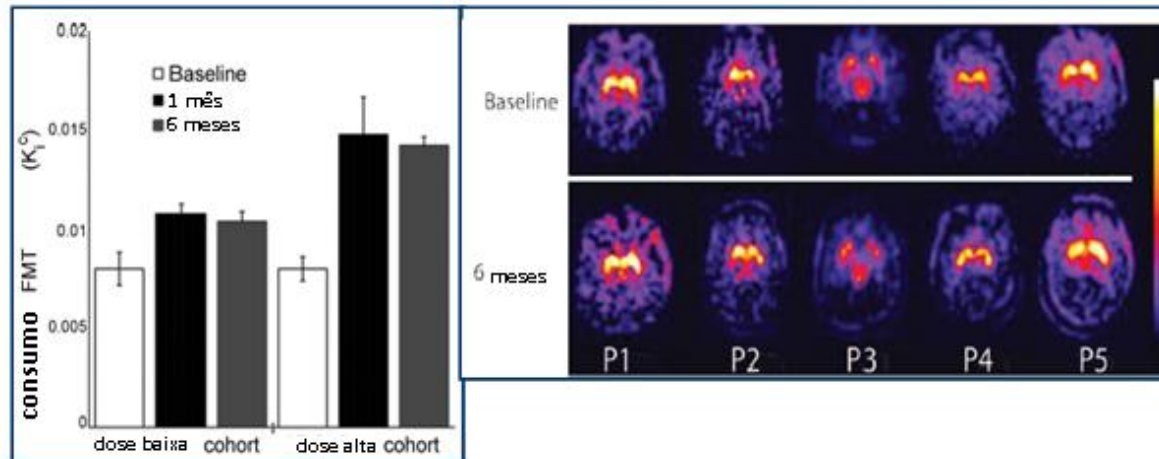 0.02
0.015
0.01
0.005
0
consumo FMT (Kᵢᶜ)
Baseline
1 mês
6 meses
dose baixa cohort dose alta cohort
Baseline
6 meses
P1 P2 P3 P4 P5